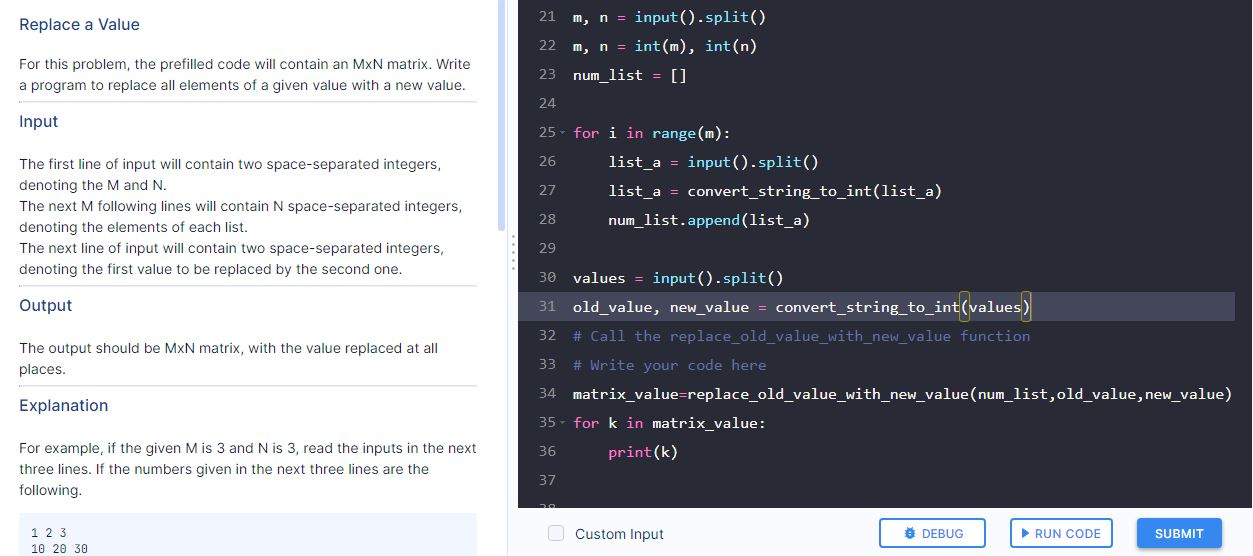 Replace a Value
For this problem, the prefilled code will contain an MxN matrix. Write
a program to replace all elements of a given value with a new value.
Input
The first line of input will contain two space-separated integers,
denoting the M and N.
The next M following lines will contain N space-separated integers,
denoting the elements of each list.
The next line of input will contain two space-separated integers,
denoting the first value to be replaced by the second one.
Output
The output should be MxN matrix, with the value replaced at all
places.
Explanation
For example, if the given M is 3 and N is 3, read the inputs in the next
three lines. If the numbers given in the next three lines are the
following.
1 2 3
10 20 30
21 m, n = input().split()
22 m, n = int(m), int(n)
23 num_list = []
24
25 for i in range(m):
26     list_a = input().split()
27     list_a = convert_string_to_int(list_a)
28     num_list.append(list_a)
29
30 values = input().split()
31 old_value, new_value = convert_string_to_int(values)
32 # Call the replace_old_value_with_new_value function
33 # Write your code here
34 matrix_value=replace_old_value_with_new_value(num_list,old_value,new_value)
35 for k in matrix_value:
36     print(k)
37
Custom Input
DEBUG
RUN CODE
SUBMIT